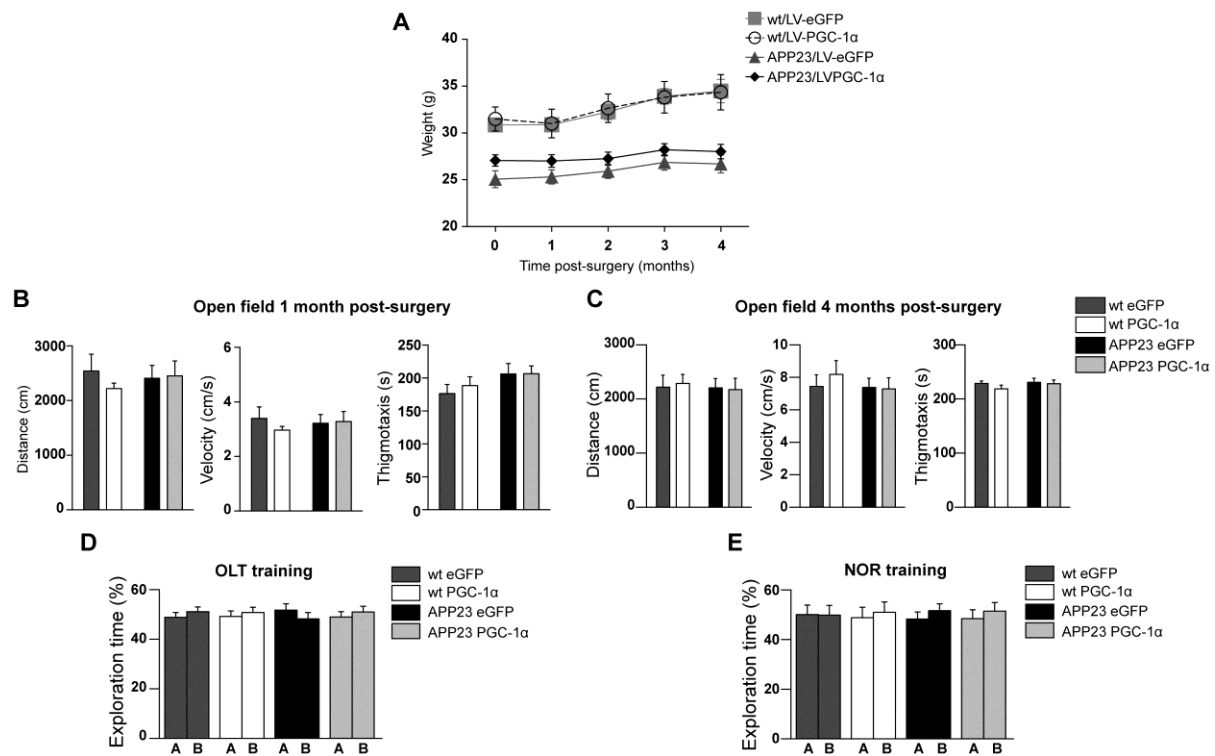 A
wt/LV-eGFP
wt/LV-PGC-1α
APP23/LV-eGFP
APP23/LVPGC-1α
Weight (g)
40
35
30
25
20
0 1 2 3 4
Time post-surgery (months)
B
Open field 1 month post-surgery
Distance (cm)
3000
2000
1000
0
Velocity (cm/s)
6
4
2
0
Thigmotaxis (s)
250
200
150
100
50
0
C
Open field 4 months post-surgery
Distance (cm)
3000
2000
1000
0
Velocity (cm/s)
10
8
6
4
2
0
Thigmotaxis (s)
300
200
100
0
wt eGFP
wt PGC-1α
APP23 eGFP
APP23 PGC-1α
D
OLT training
Exploration time (%)
60
40
20
0
A B A B A B A B
wt eGFP
wt PGC-1α
APP23 eGFP
APP23 PGC-1α
E
NOR training
Exploration time (%)
60
40
20
0
A B A B A B A B
wt eGFP
wt PGC-1α
APP23 eGFP
APP23 PGC-1α